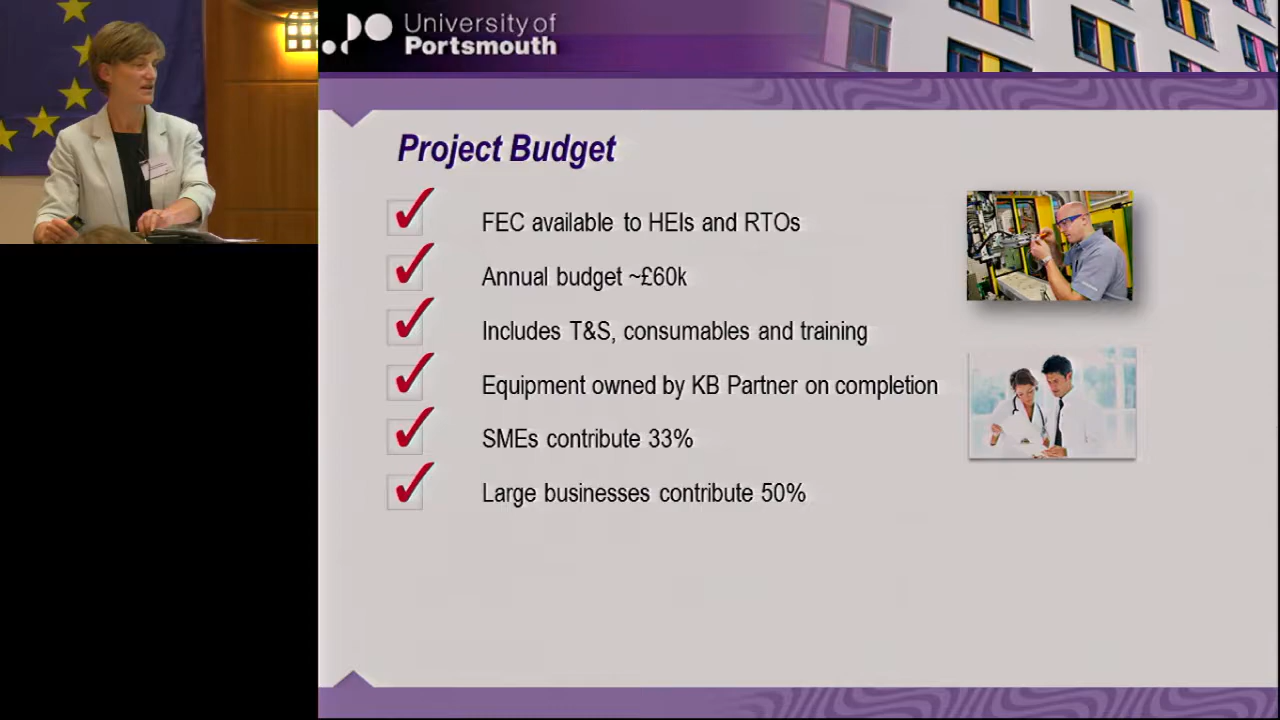 University of
Portsmouth
Project Budget
FEC available to HEIs and RTOs
Annual budget ~£60k
Includes T&S, consumables and training
Equipment owned by KB Partner on completion
SMEs contribute 33%
Large businesses contribute 50%